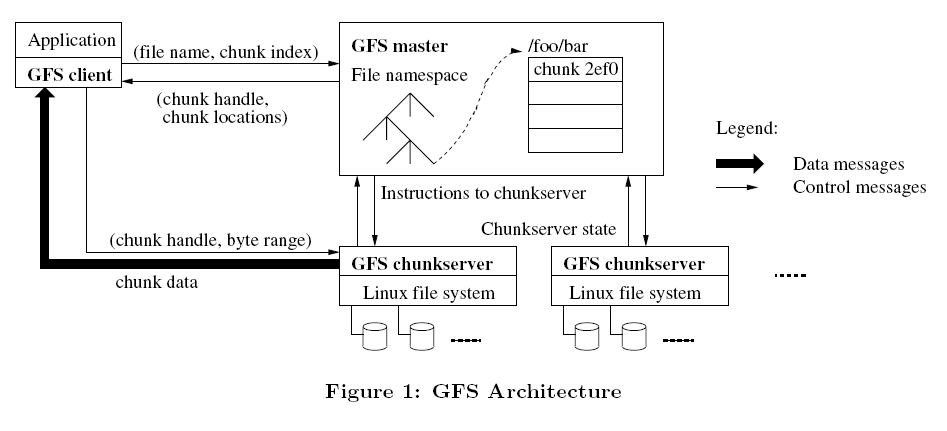 Application
GFS client
(file name, chunk index)
(chunk handle,
chunk locations)
GFS master
File namespace
/foo/bar
chunk 2ef0
Legend:
Data messages
Control messages
Instructions to chunkserver
Chunkserver state
(chunk handle, byte range)
chunk data
GFS chunkserver
Linux file system
GFS chunkserver
Linux file system
Figure 1: GFS Architecture